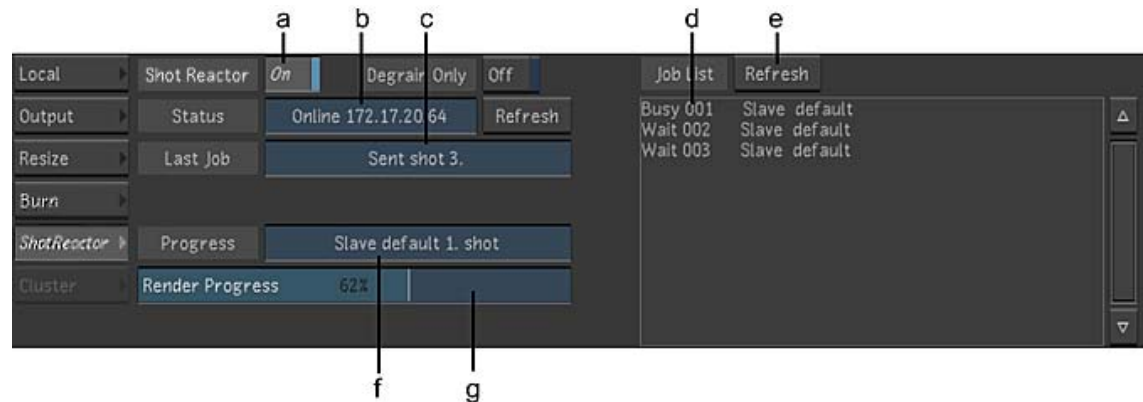 a b c d e
Local Shot Reactor On Degrain Only Off Job List Refresh
Output Status Online 172.17.20.64 Refresh Busy 001 Slave default
Wait 002 Slave default
Resize Last Job Sent shot 3. Wait 003 Slave default
Burn
ShotReactor Progress Slave default 1. shot
Cluster Render Progress 62%
f g